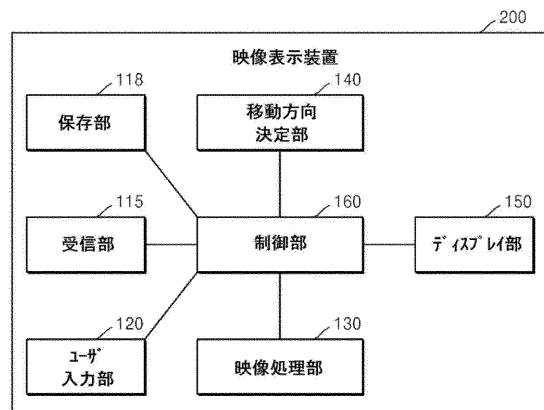 200
映像表示装置
118
保存部
140
移動方向
決定部
115
受信部
160
制御部
150
ディスプレイ部
120
ユーザ
入力部
130
映像処理部